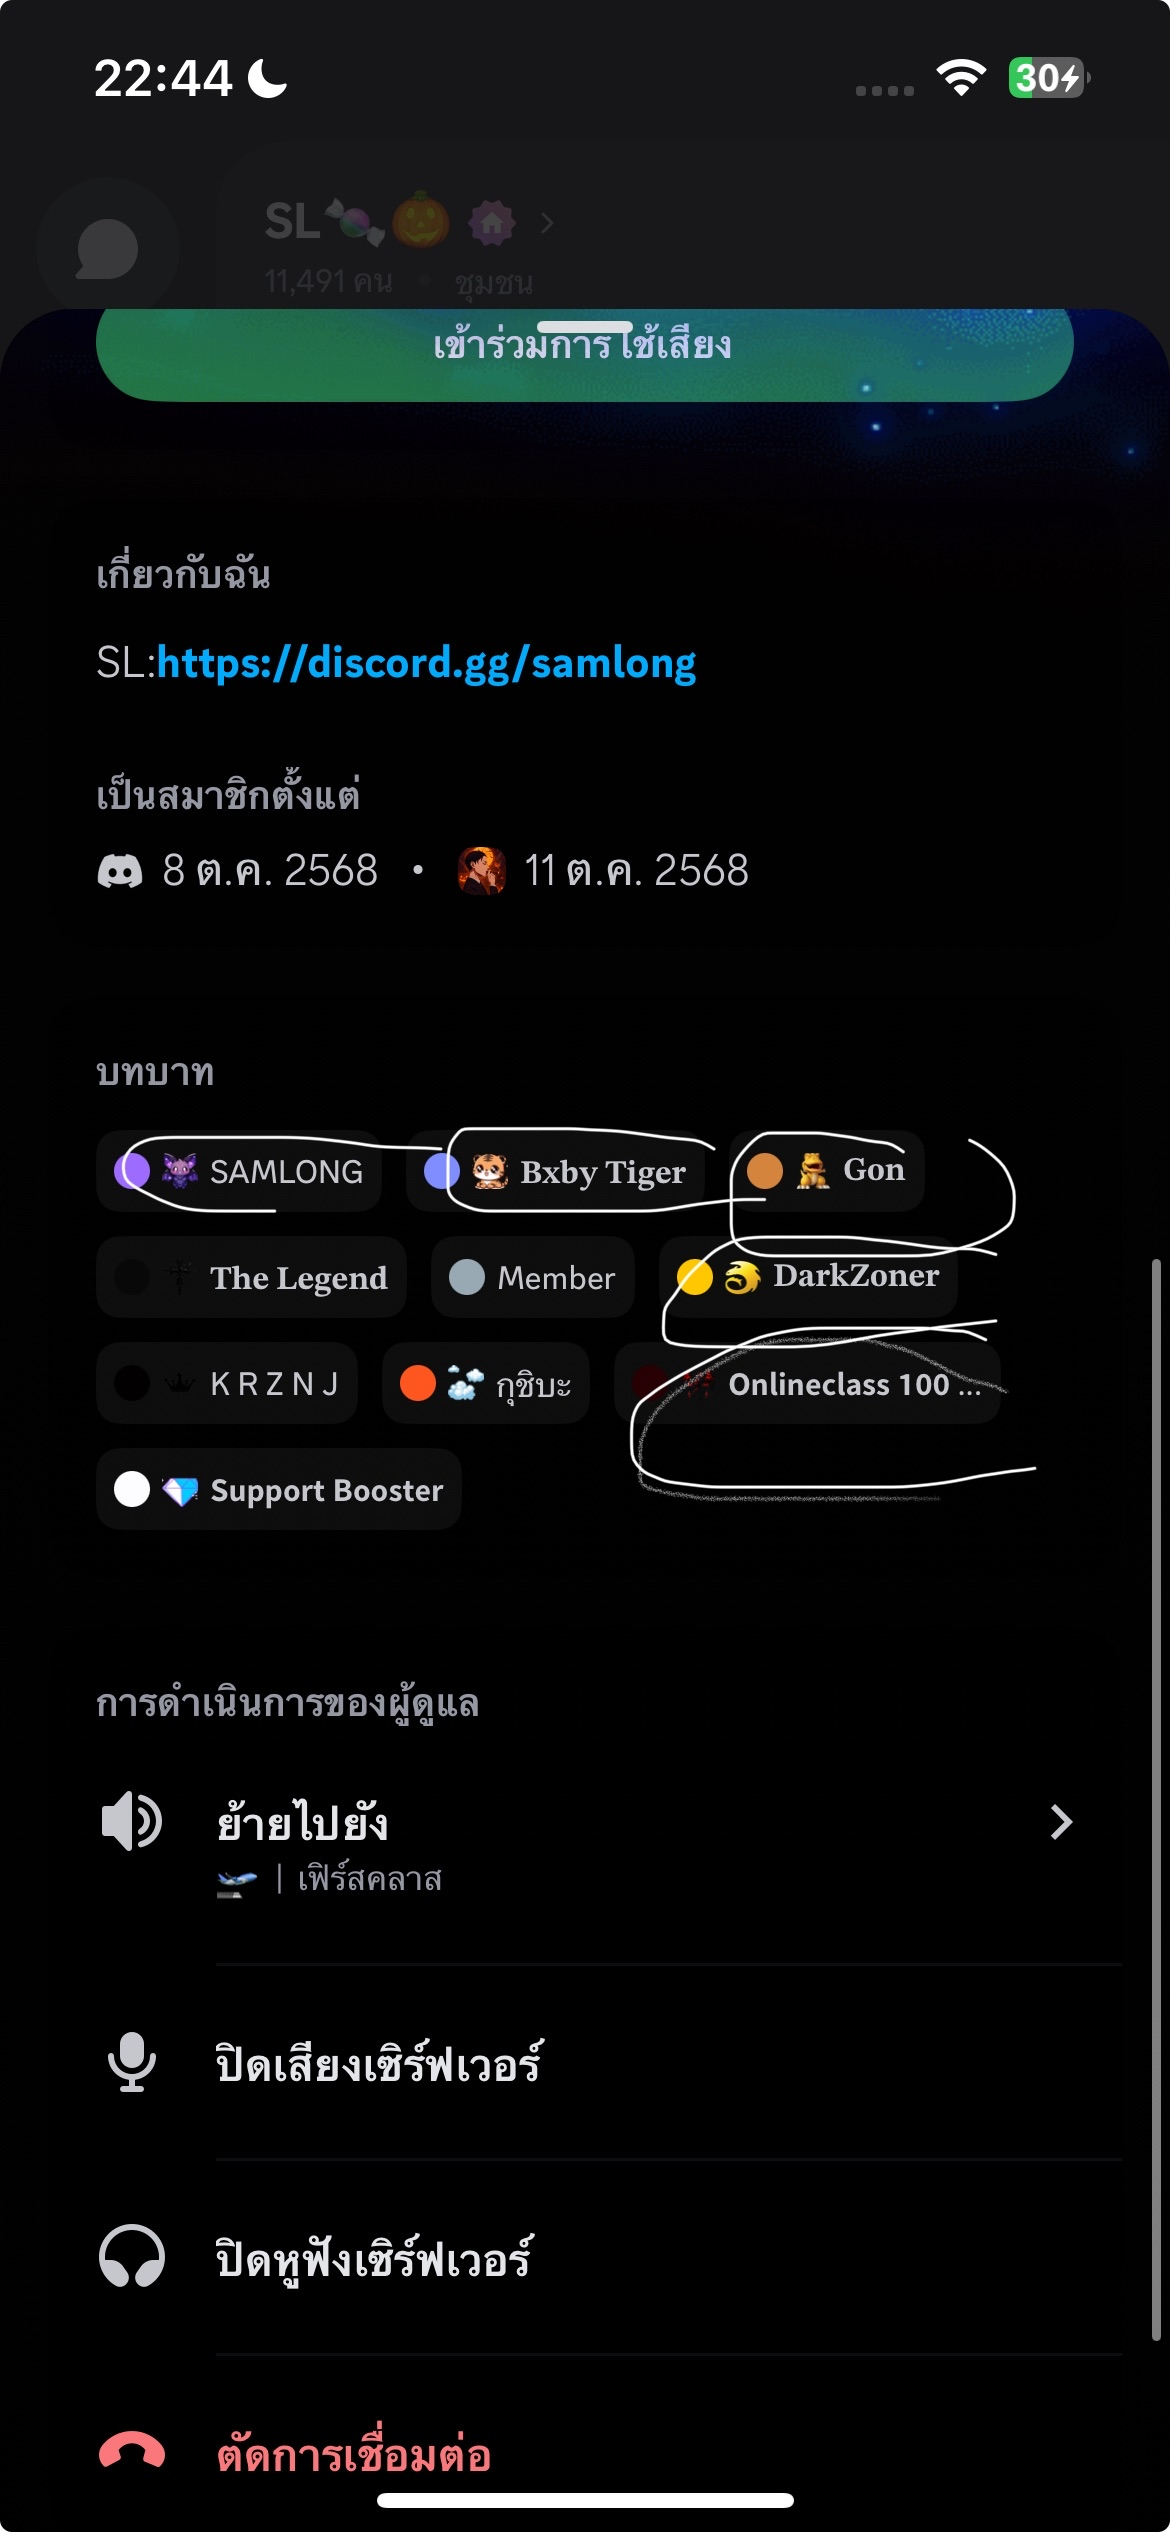 22:44
30
SL
11,491 คน • ชุมชน
เข้าร่วมการใช้เสียง
เกี่ยวกับฉัน
SL:https://discord.gg/samlong
เป็นสมาชิกตั้งแต่
8 ต.ค. 2568 • 11 ต.ค. 2568
บทบาท
SAMLONG Bxby Tiger Gon
The Legend Member DarkZoner
K R Z N J กุชิบะ Onlineclass 100 ...
Support Booster
การดำเนินการของผู้ดูแล
ย้ายไปยัง
| เฟิร์สคลาส
ปิดเสียงเซิร์ฟเวอร์
ปิดหูฟังเซิร์ฟเวอร์
ตัดการเชื่อมต่อ